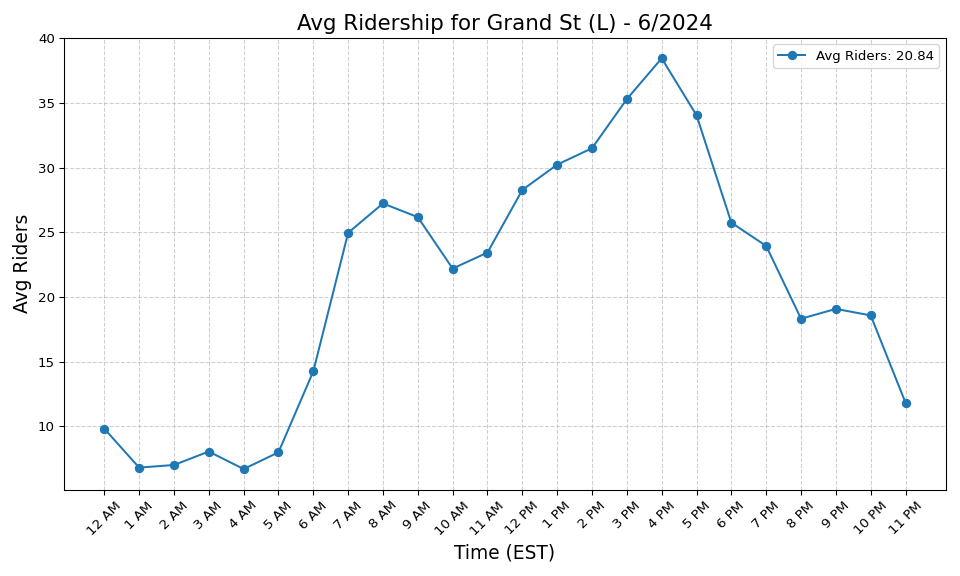 Avg Ridership for Grand St (L) - 6/2024
Avg Riders: 20.84
Avg Riders
40
35
30
25
20
15
10
12 AM
1 AM
2 AM
3 AM
4 AM
5 AM
6 AM
7 AM
8 AM
9 AM
10 AM
11 AM
12 PM
1 PM
2 PM
3 PM
4 PM
5 PM
6 PM
7 PM
8 PM
9 PM
10 PM
11 PM
Time (EST)